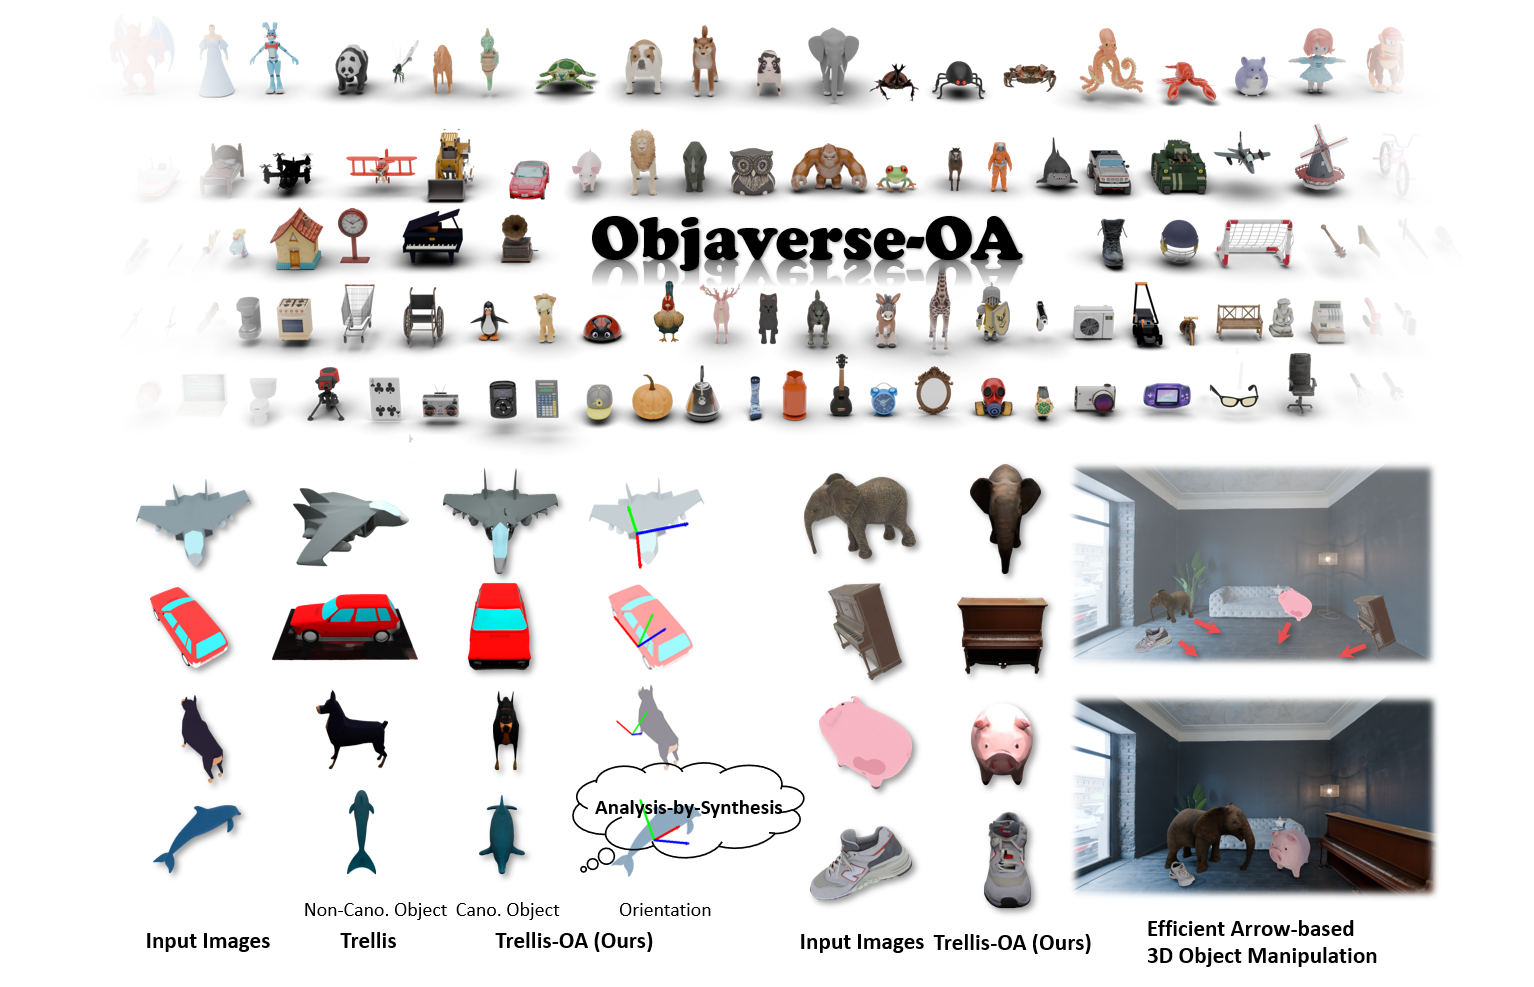 Objaverse-OA
Analysis-by-Synthesis
Non-Cano. Object Cano. Object Orientation
Input Images Trellis Trellis-OA (Ours)
Input Images Trellis-OA (Ours)
Efficient Arrow-based
3D Object Manipulation